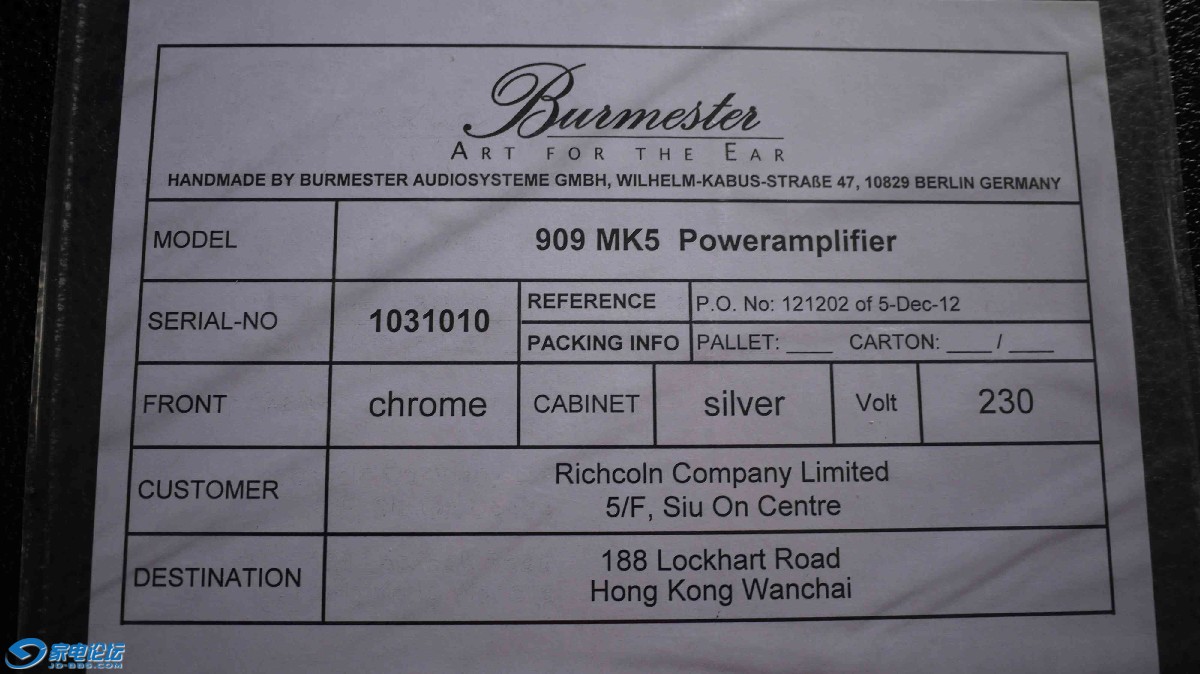 Burmester
ART FOR THE EAR
HANDMADE BY BURMESTER AUDIOSYSTEME GMBH, WILHELM-KABUS-STRAßE 47, 10829 BERLIN GERMANY
MODEL 909 MK5 Poweramplifier
SERIAL-NO 1031010
REFERENCE P.O. No: 121202 of 5-Dec-12
PACKING INFO PALLET: ____ CARTON: ____ / ____
FRONT chrome CABINET silver Volt 230
CUSTOMER
Richcoln Company Limited
5/F, Siu On Centre
DESTINATION
188 Lockhart Road
Hong Kong Wanchai
家电论坛
JD-BBS.COM